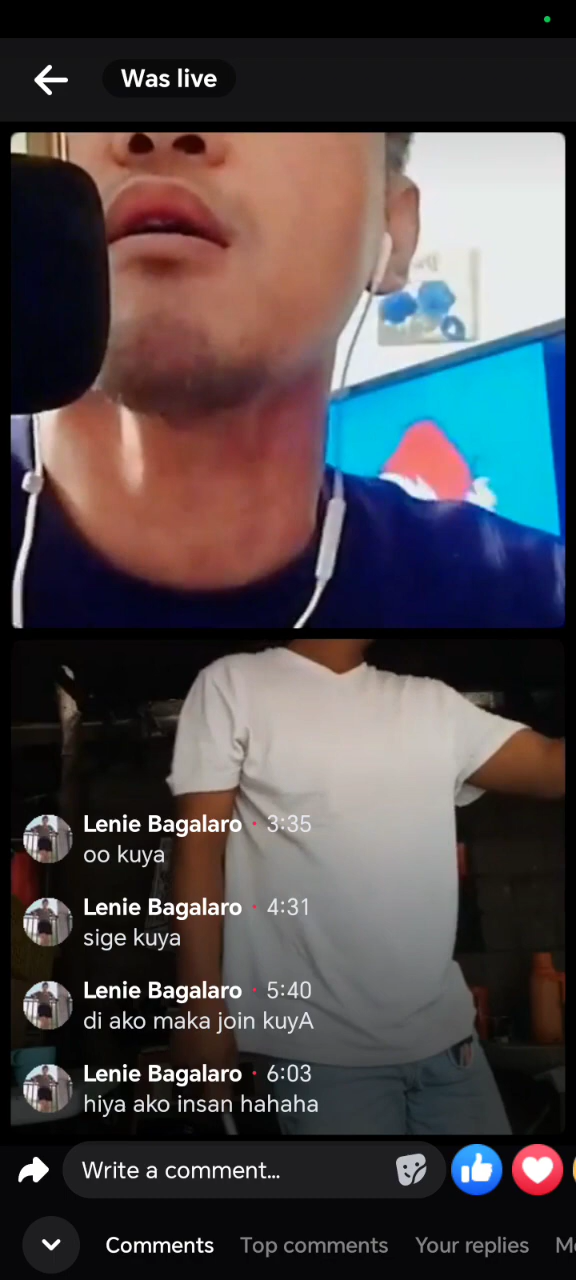 Was live
Lenie Bagalaro · 3:35
oo kuya
Lenie Bagalaro · 4:31
sige kuya
Lenie Bagalaro · 5:40
di ako maka join kuyA
Lenie Bagalaro · 6:03
hiya ako insan hahaha
Write a comment...
Comments Top comments Your replies